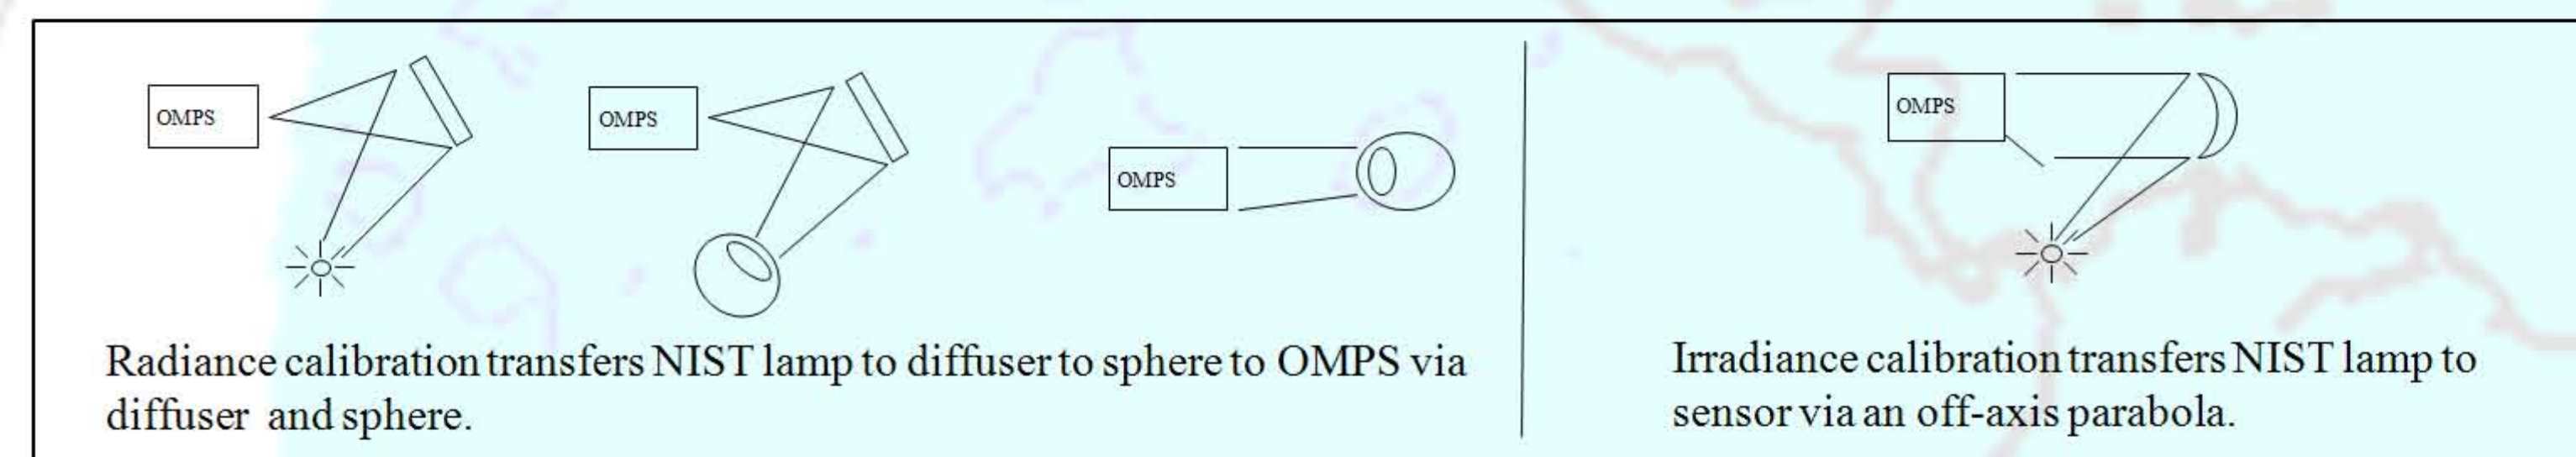 OMPS
OMPS
OMPS
OMPS
Radiance calibration transfers NIST lamp to diffuser to sphere to OMPS via
diffuser and sphere.
Irradiance calibration transfers NIST lamp to
sensor via an off-axis parabola.